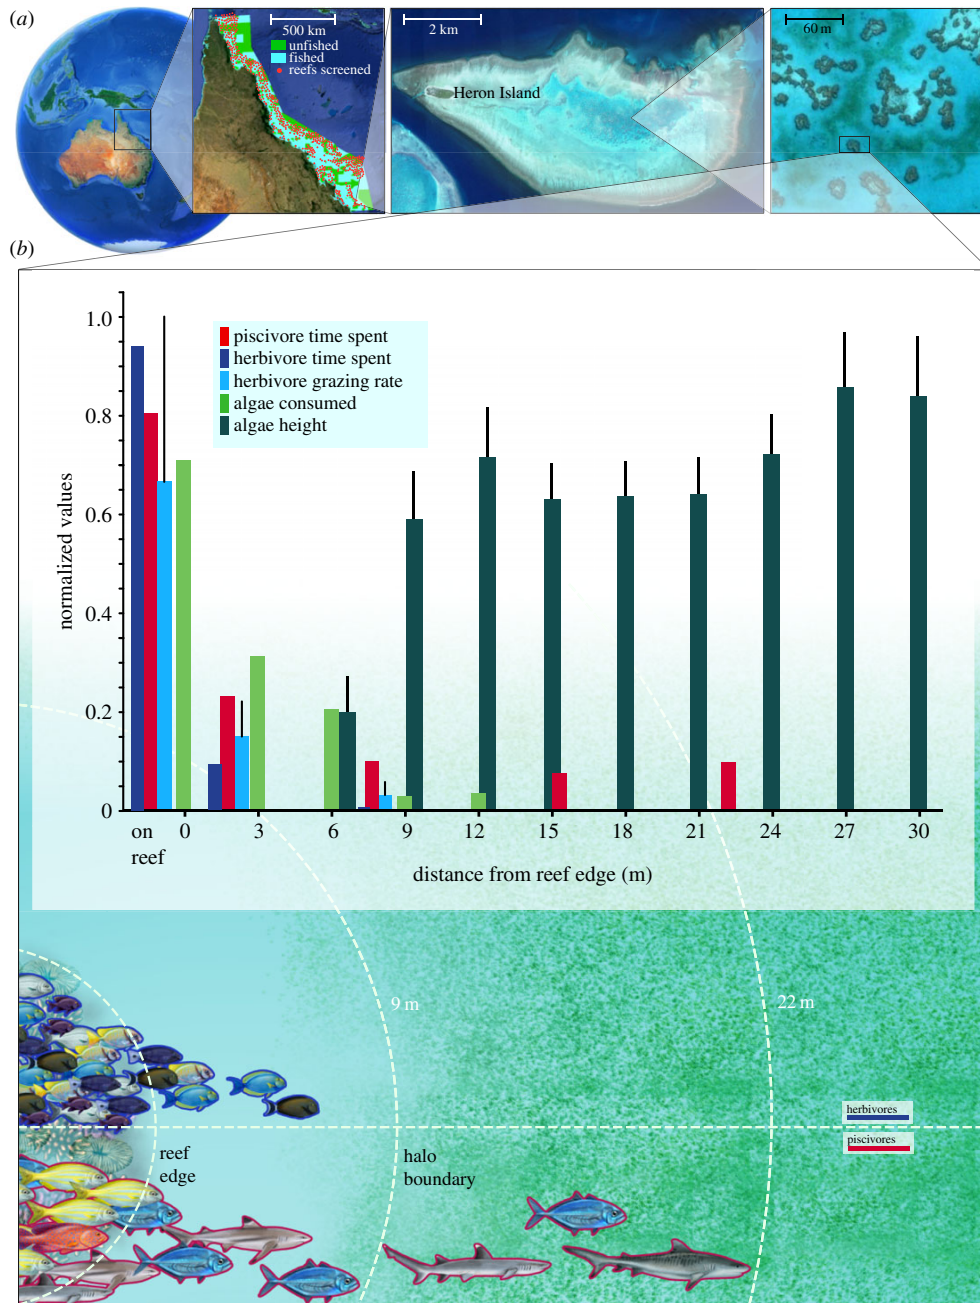 (a)
500 km
unfished
fished
reefs screened
2 km
Heron Island
60 m
(b)
1.0
0.8
0.6
0.4
0.2
0
normalized values
piscivore time spent
herbivore time spent
herbivore grazing rate
algae consumed
algae height
on
reef
0 3 6 9 12 15 18 21 24 27 30
distance from reef edge (m)
9 m
22 m
herbivores
piscivores
reef
edge
halo
boundary